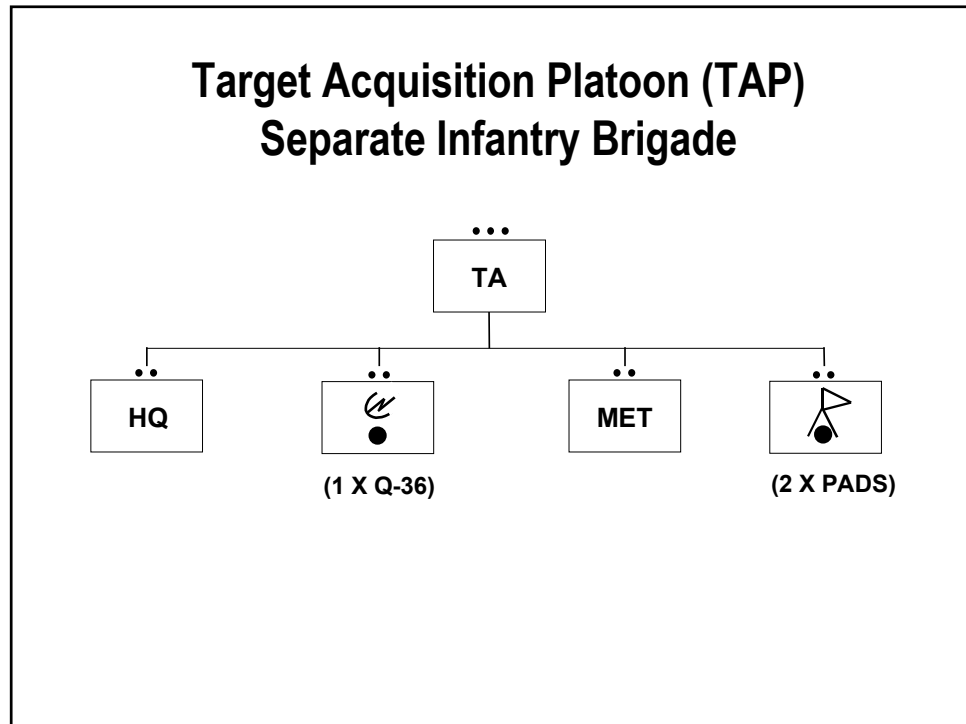 Target Acquisition Platoon (TAP)
Separate Infantry Brigade
TA
HQ
MET
(1 X Q-36)
(2 X PADS)